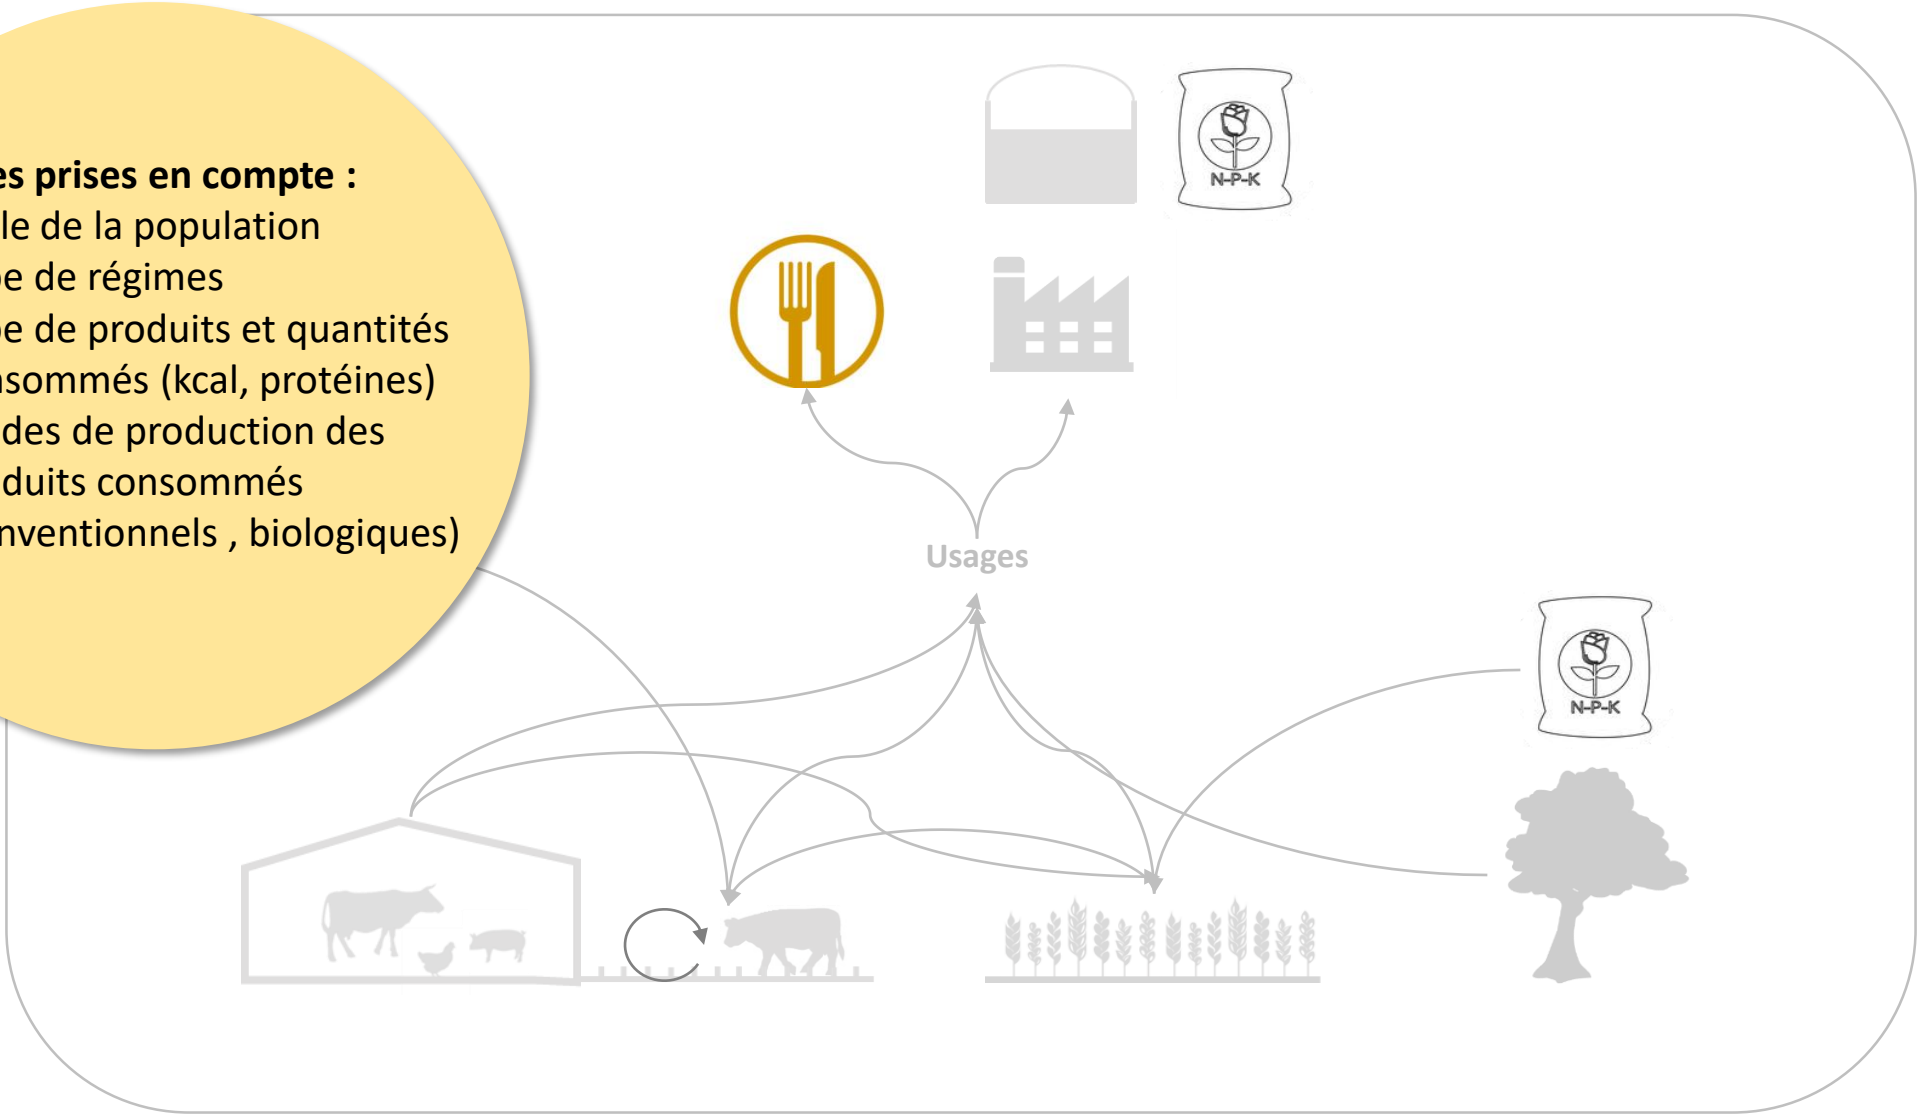 es prises en compte :
le de la population
e de régimes
e de produits et quantités
sommés (kcal, protéines)
des de production des
duits consommés
nventionnels , biologiques)
N-P-K
Usages
N-P-K